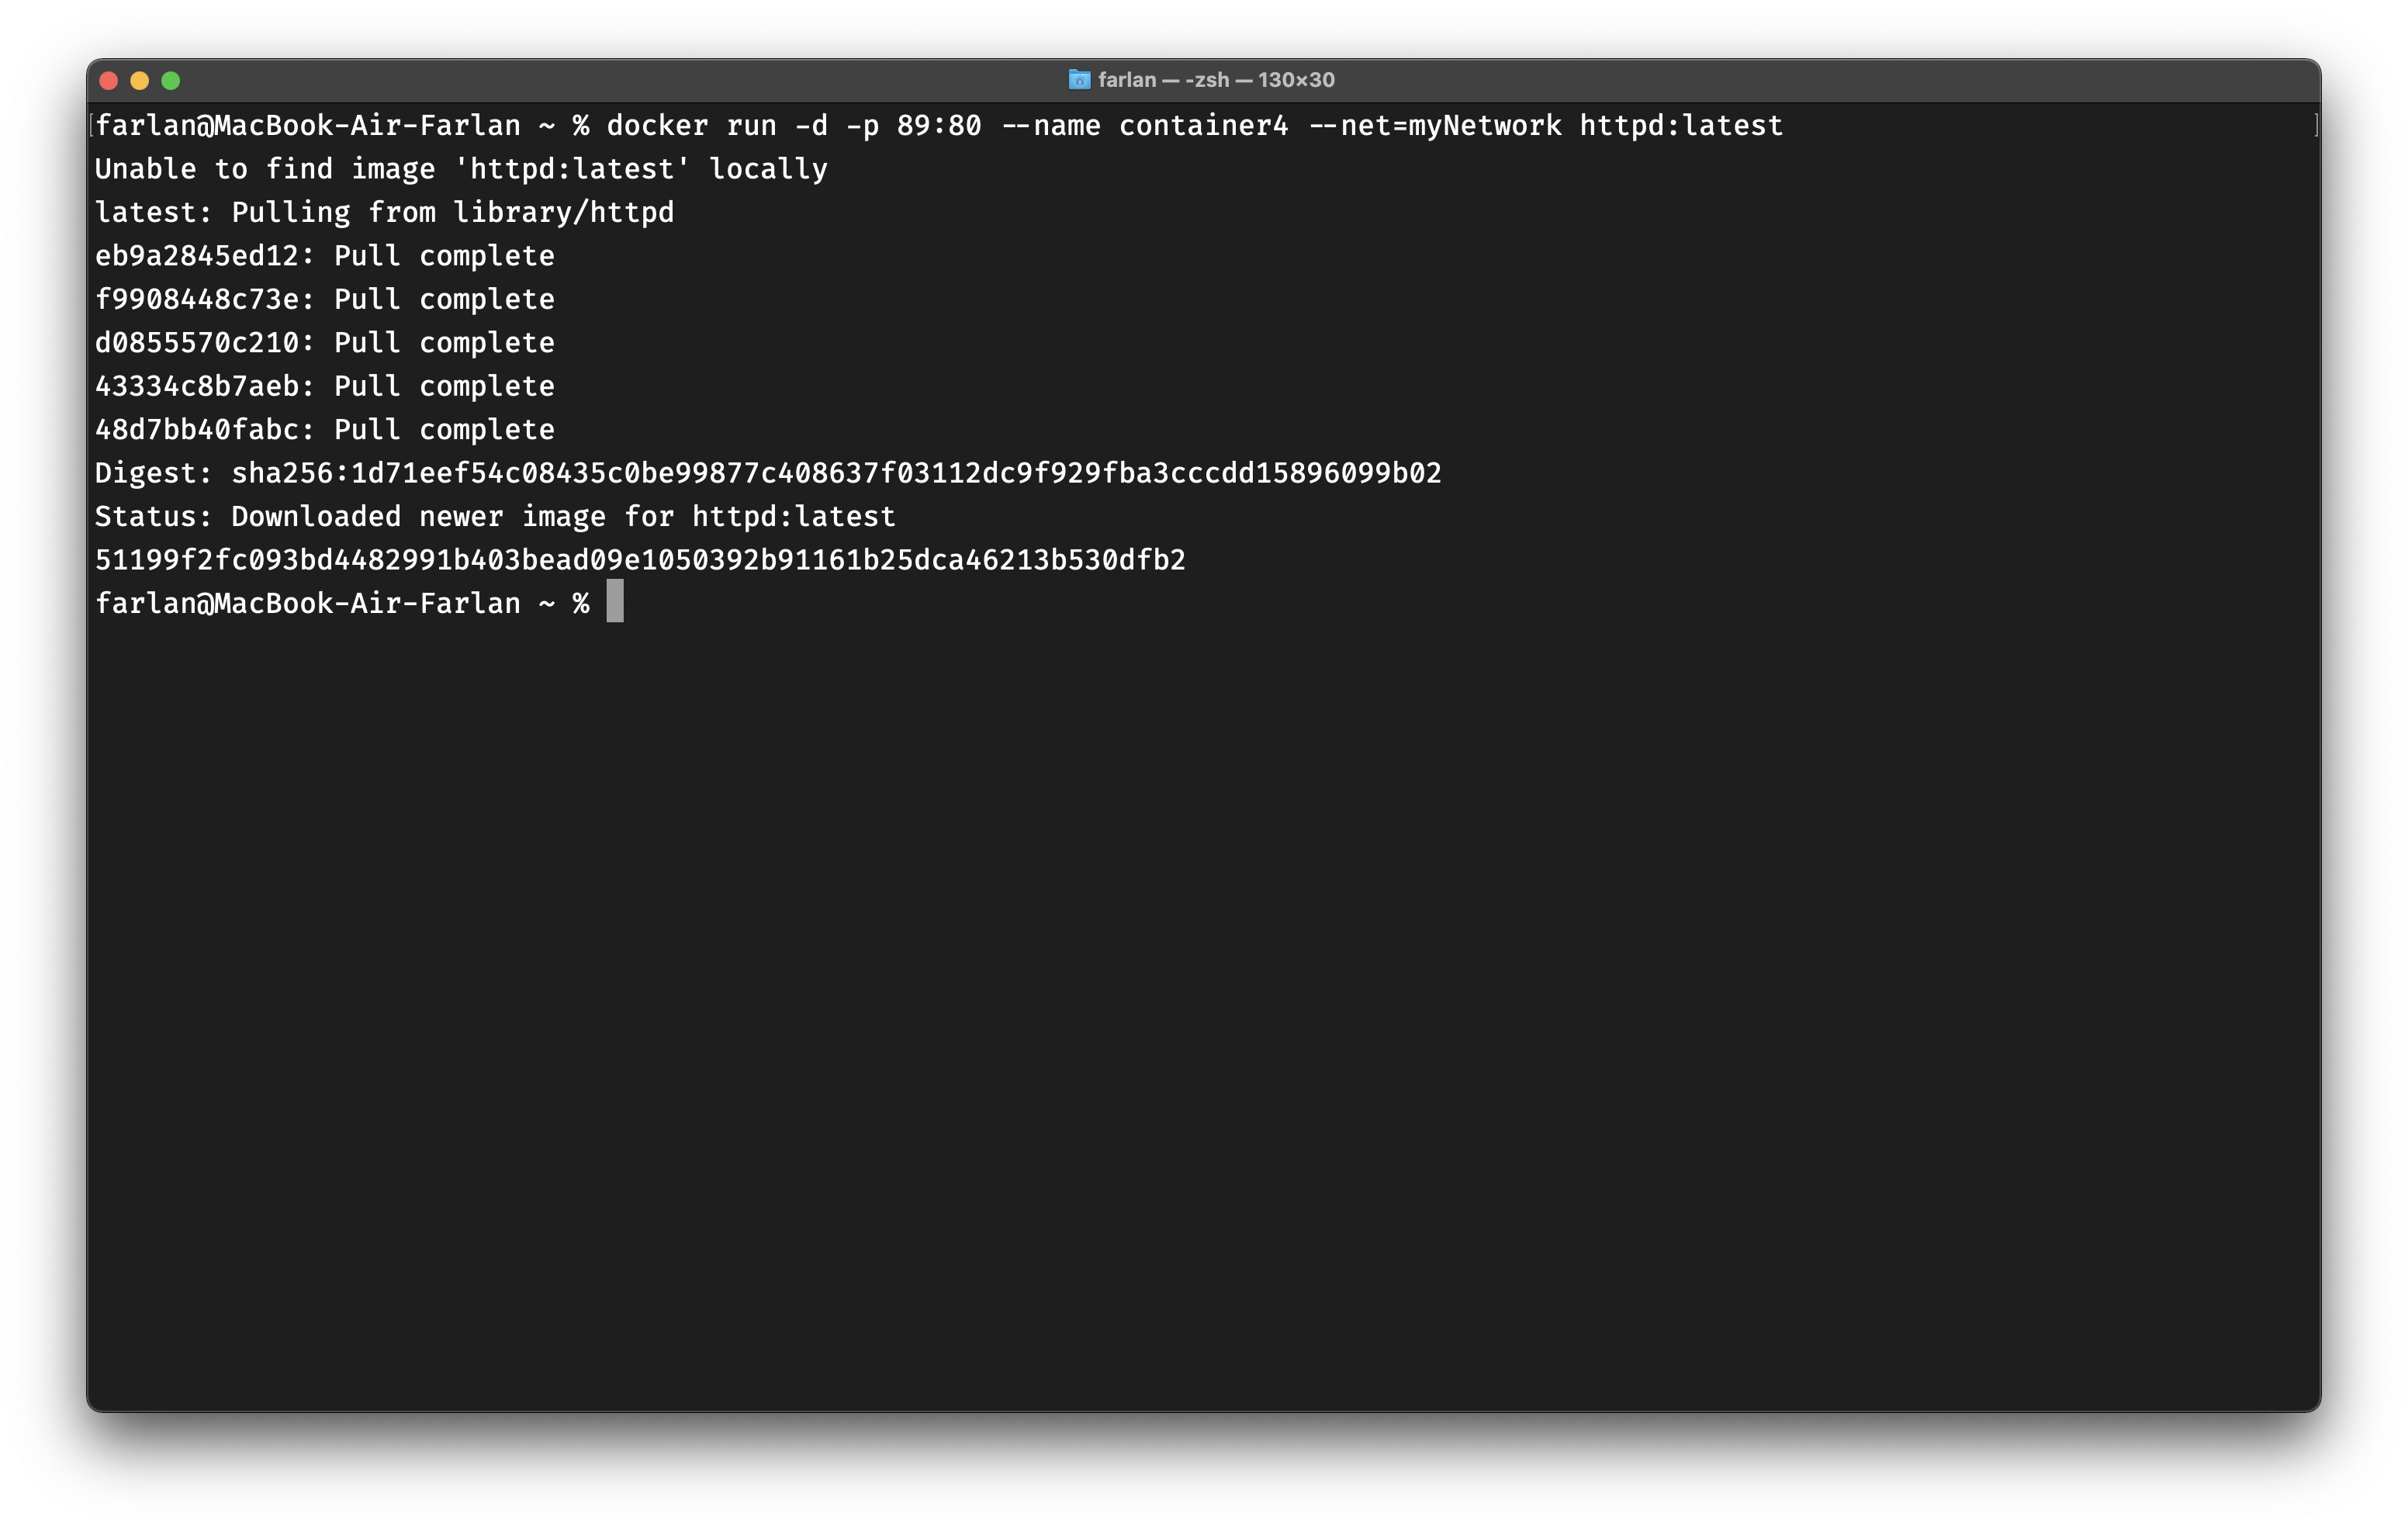 farlan — -zsh — 130×30
farlan@MacBook-Air-Farlan ~ % docker run -d -p 89:80 --name container4 --net=myNetwork httpd:latest
Unable to find image 'httpd:latest' locally
latest: Pulling from library/httpd
eb9a2845ed12: Pull complete
f9908448c73e: Pull complete
d0855570c210: Pull complete
43334c8b7aeb: Pull complete
48d7bb40fabc: Pull complete
Digest: sha256:1d71eef54c08435c0be99877c408637f03112dc9f929fba3cccdd15896099b02
Status: Downloaded newer image for httpd:latest
51199f2fc093bd4482991b403bead09e1050392b91161b25dca46213b530dfb2
farlan@MacBook-Air-Farlan ~ %